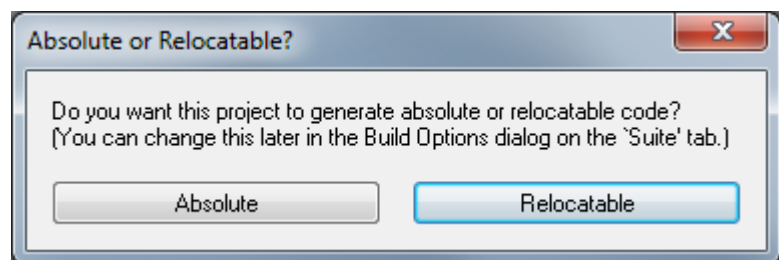 Absolute or Relocatable?
Do you want this project to generate absolute or relocatable code?
(You can change this later in the Build Options dialog on the `Suite' tab.)
Absolute
Relocatable